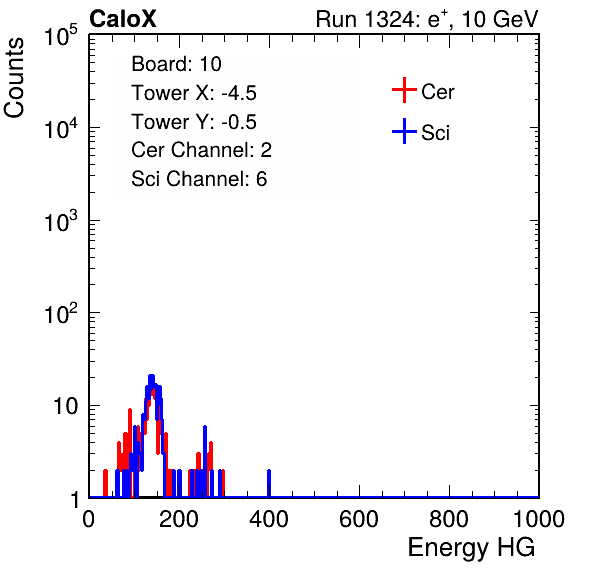 CaloX Run 1324: e⁺, 10 GeV
Counts
10⁵
10⁴
10³
10²
10
1
Board: 10
Tower X: -4.5
Tower Y: -0.5
Cer Channel: 2
Sci Channel: 6
Cer
Sci
0 200 400 600 800 1000
Energy HG